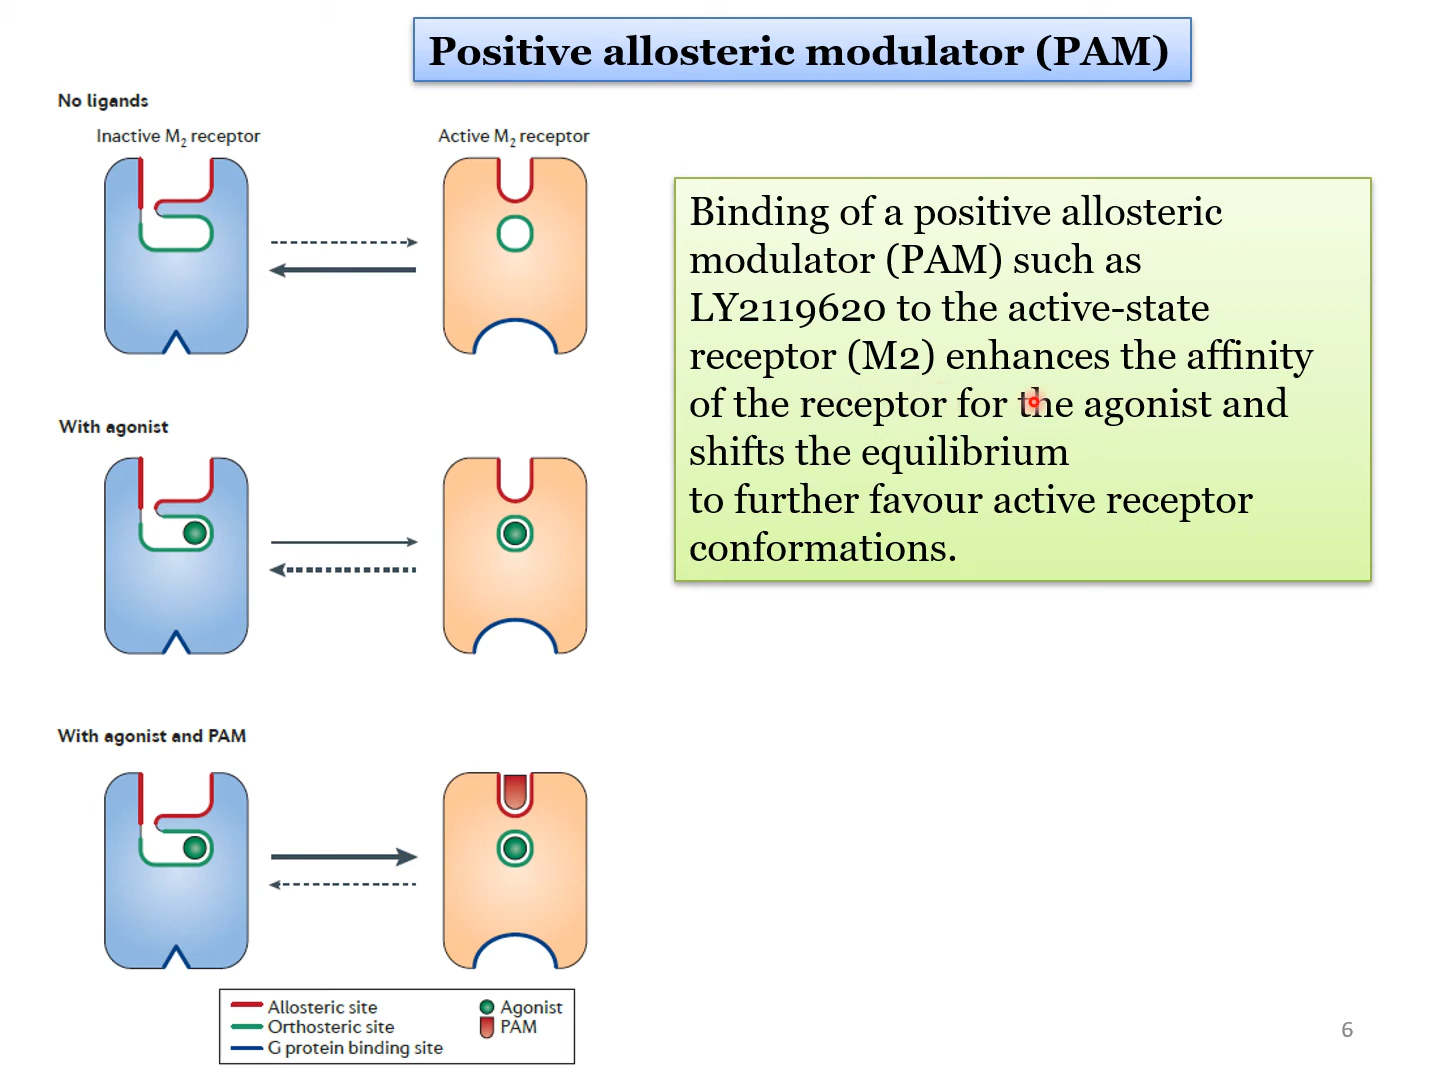 Positive allosteric modulator (PAM)
No ligands
Inactive M₂ receptor
Active M₂ receptor
Binding of a positive allosteric
modulator (PAM) such as
LY2119620 to the active-state
receptor (M2) enhances the affinity
of the receptor for the agonist and
shifts the equilibrium
to further favour active receptor
conformations.
With agonist
With agonist and PAM
Allosteric site
Orthosteric site
G protein binding site
Agonist
PAM
6